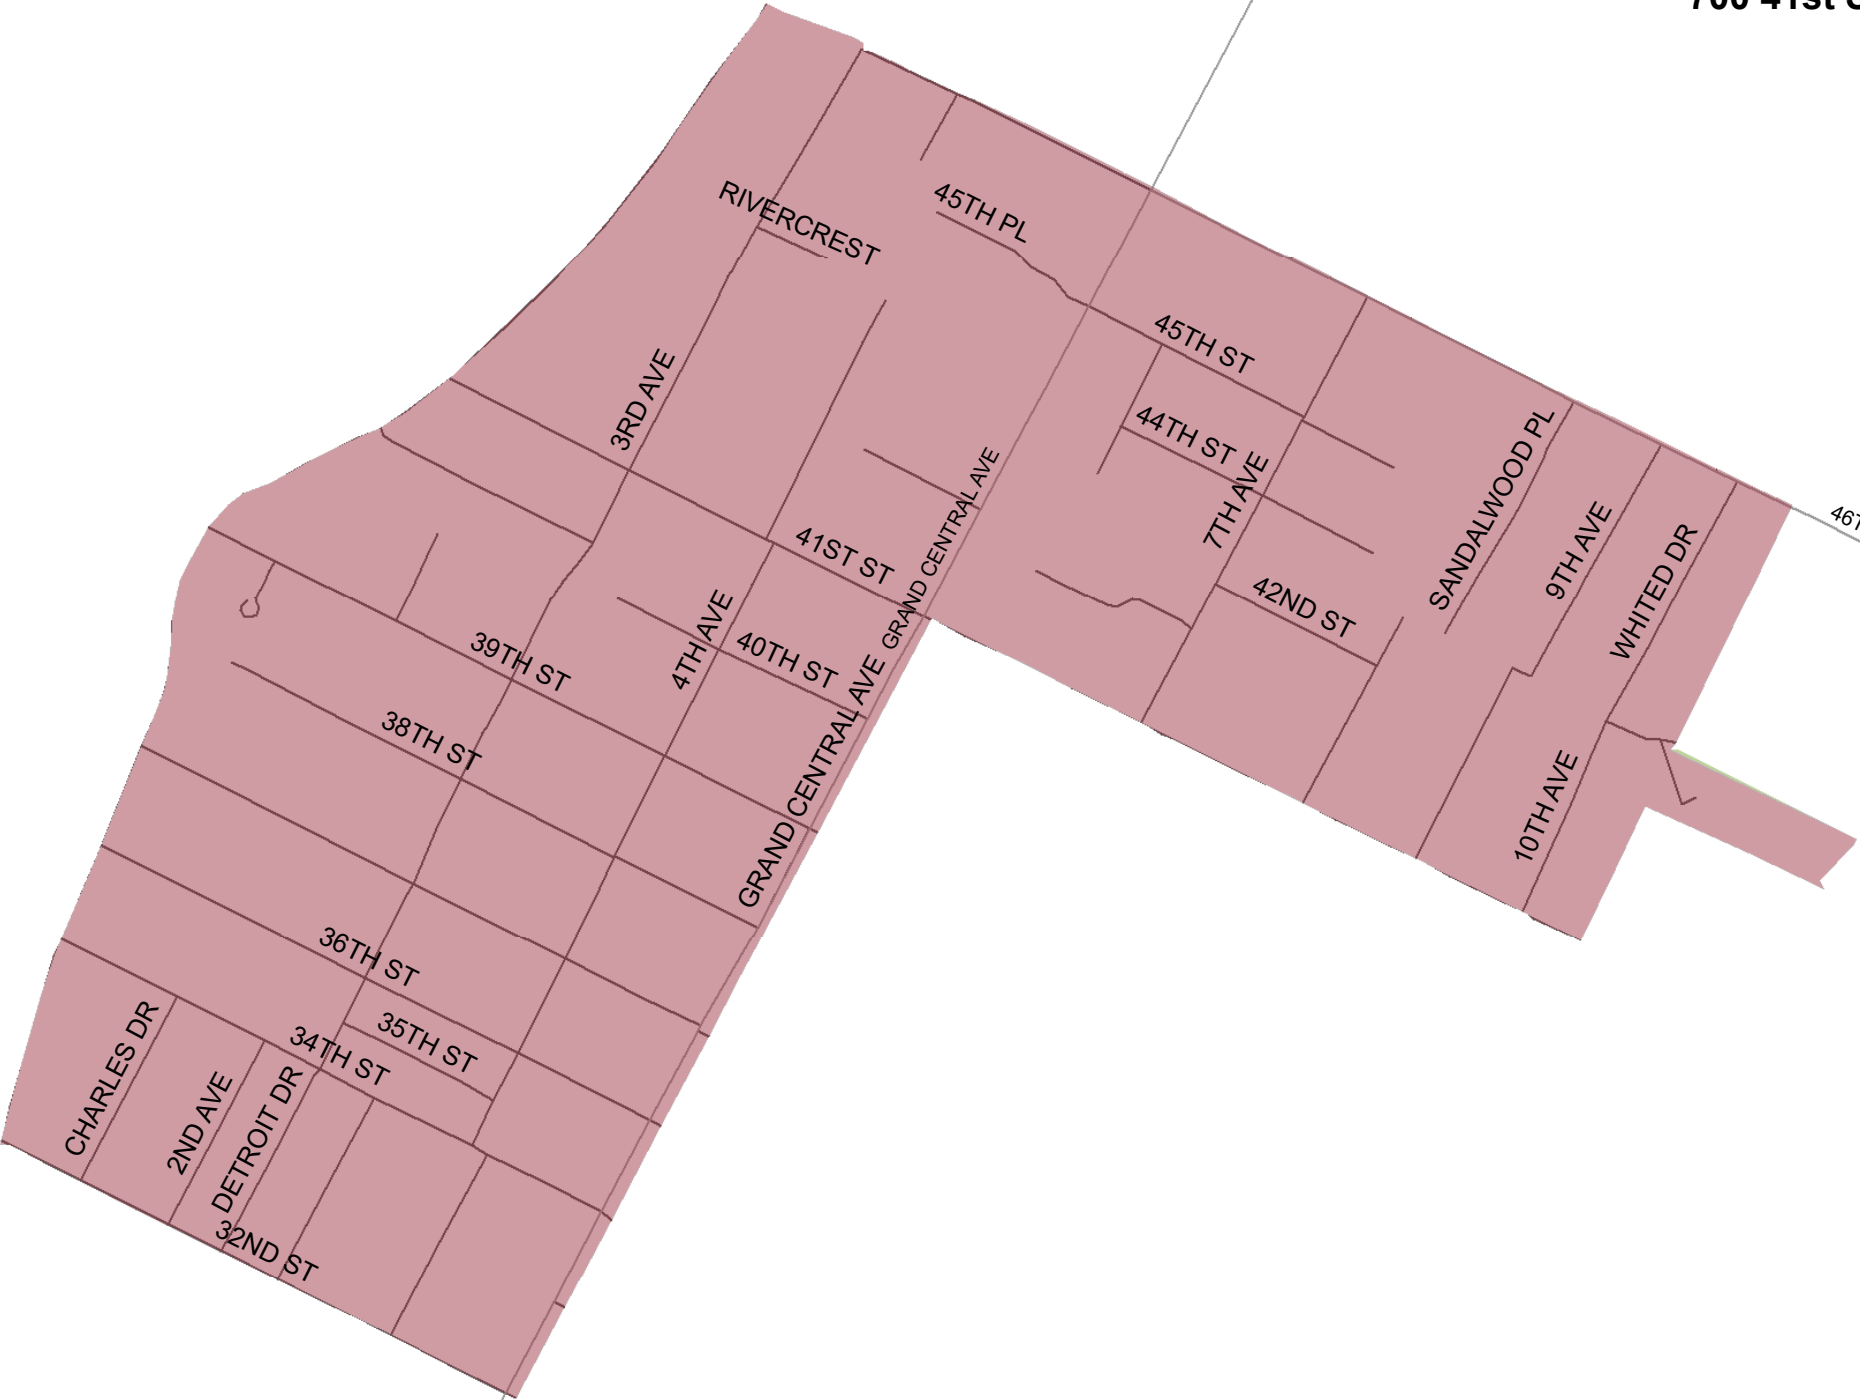 RIVERCREST
45TH PL
45TH ST
3RD AVE
44TH ST
7TH AVE
SANDALWOOD PL
9TH AVE
WHITED DR
GRAND CENTRAL AVE
41ST ST
42ND ST
4TH AVE
40TH ST
39TH ST
GRAND CENTRAL AVE
38TH ST
10TH AVE
36TH ST
35TH ST
34TH ST
CHARLES DR
2ND AVE
DETROIT DR
32ND ST